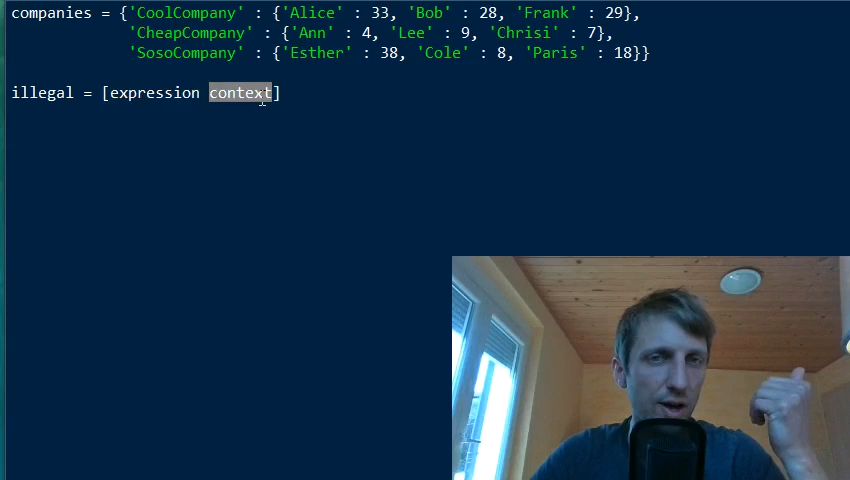 companies = {'CoolCompany' : {'Alice' : 33, 'Bob' : 28, 'Frank' : 29},
'CheapCompany' : {'Ann' : 4, 'Lee' : 9, 'Chrisi' : 7},
'SosoCompany' : {'Esther' : 38, 'Cole' : 8, 'Paris' : 18}}
illegal = [expression context]